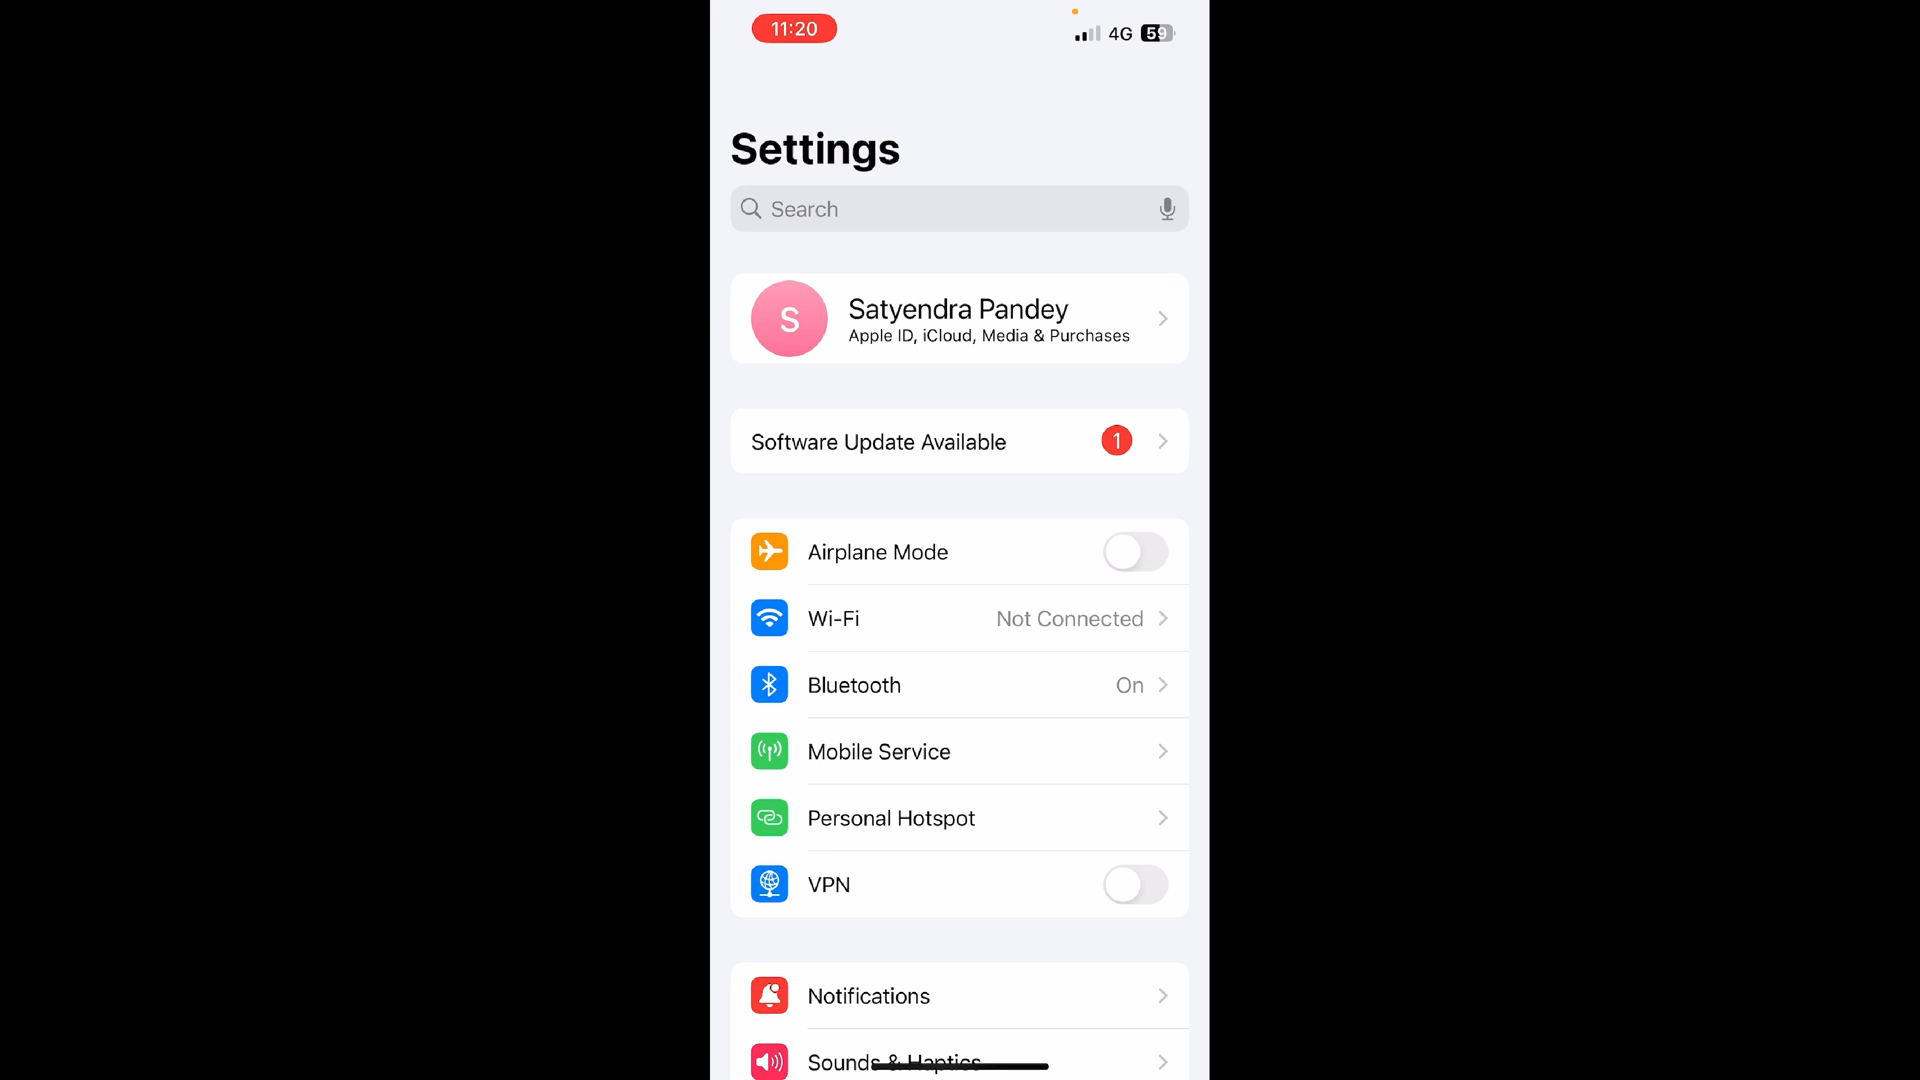 11:20
4G 59
Settings
Search
S
Satyendra Pandey
Apple ID, iCloud, Media & Purchases
Software Update Available 1
Airplane Mode
Wi-Fi Not Connected
Bluetooth On
Mobile Service
Personal Hotspot
VPN
Notifications
Sounds & Haptics